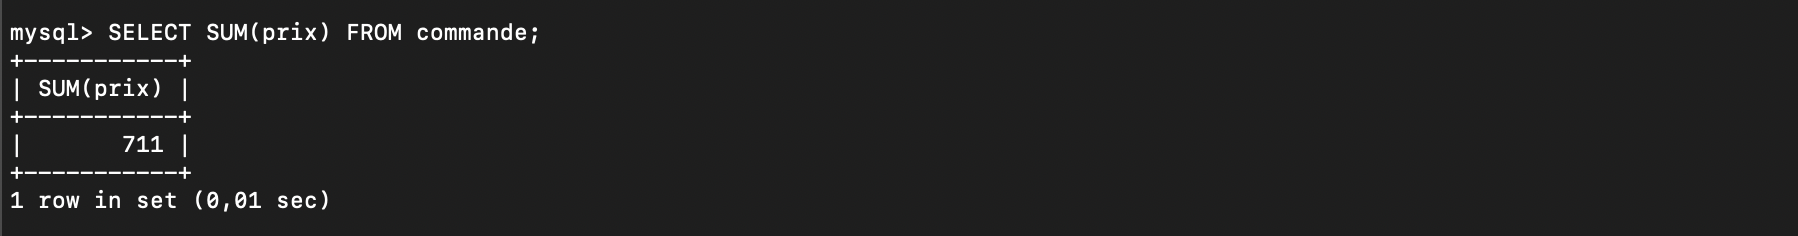 mysql> SELECT SUM(prix) FROM commande;
+-----------+
| SUM(prix) |
+-----------+
|       711 |
+-----------+
1 row in set (0,01 sec)